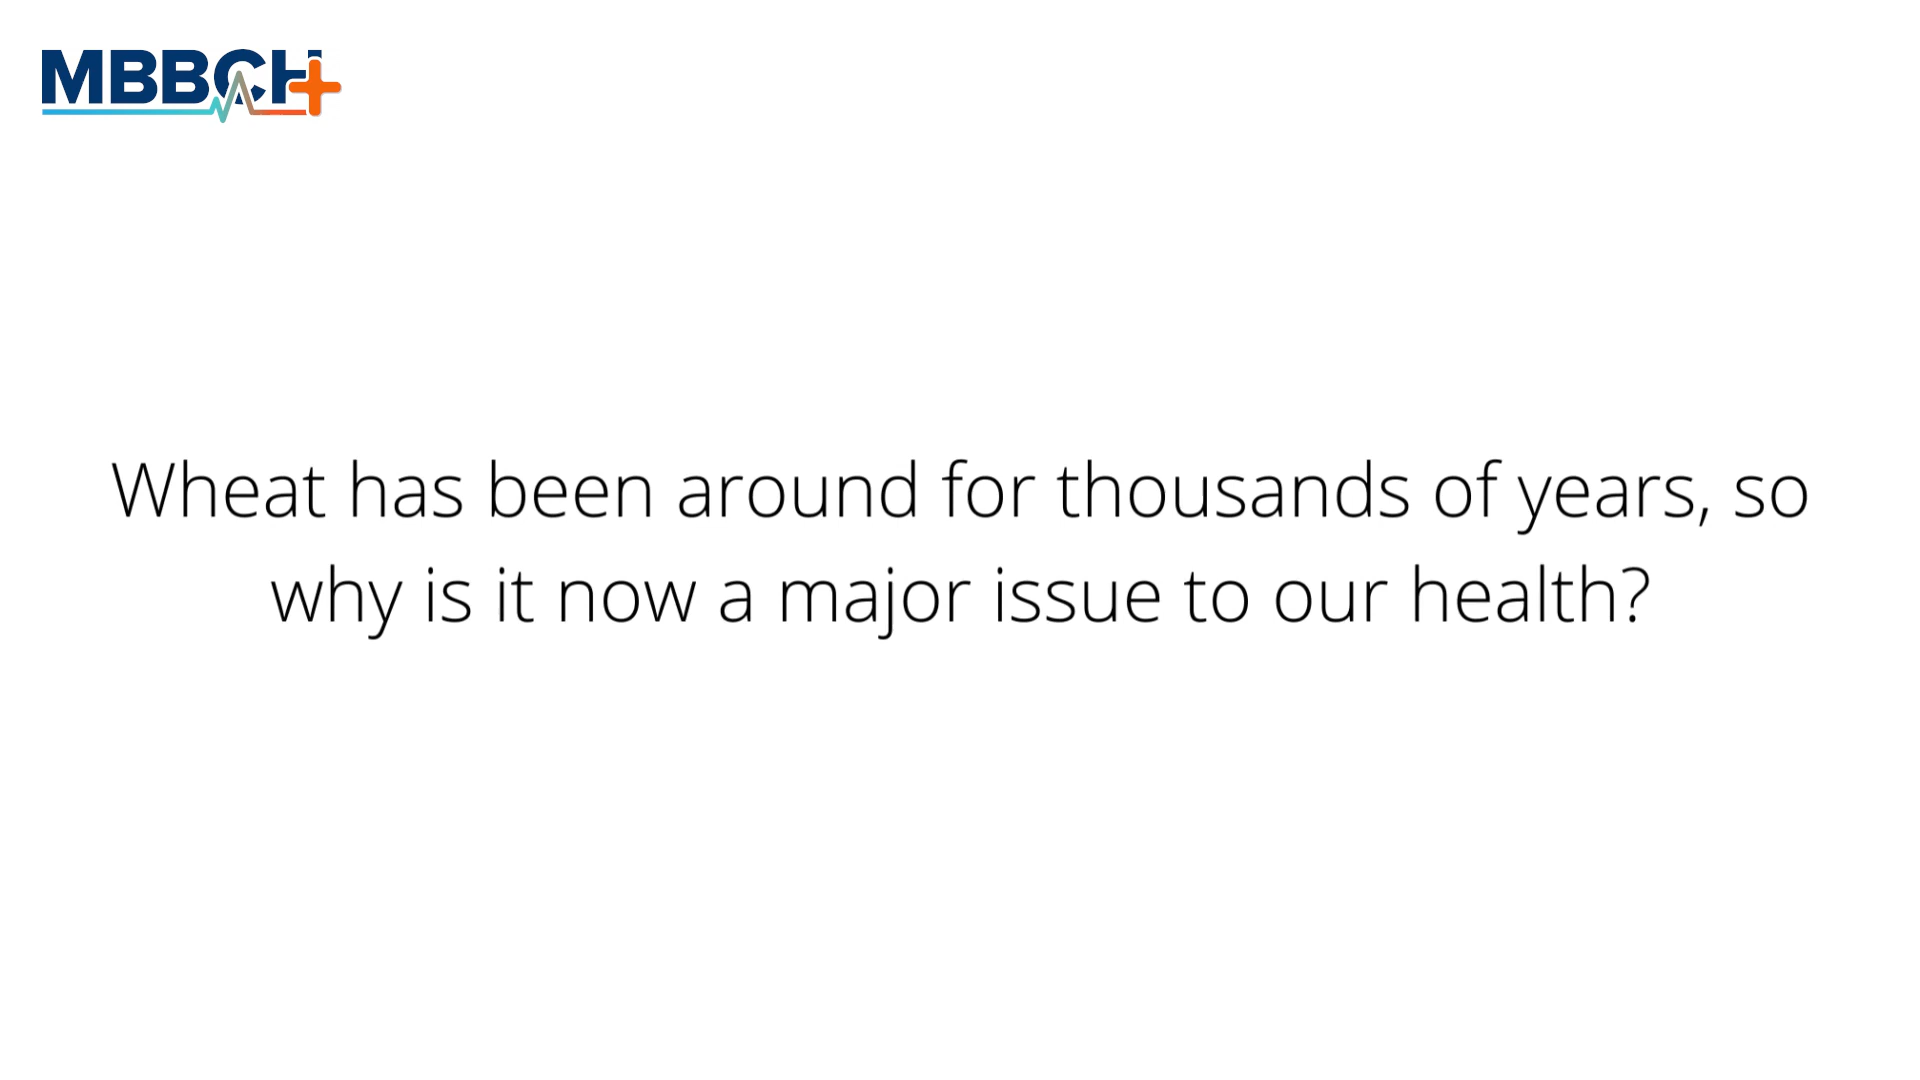 MBBCH+
Wheat has been around for thousands of years, so
why is it now a major issue to our health?